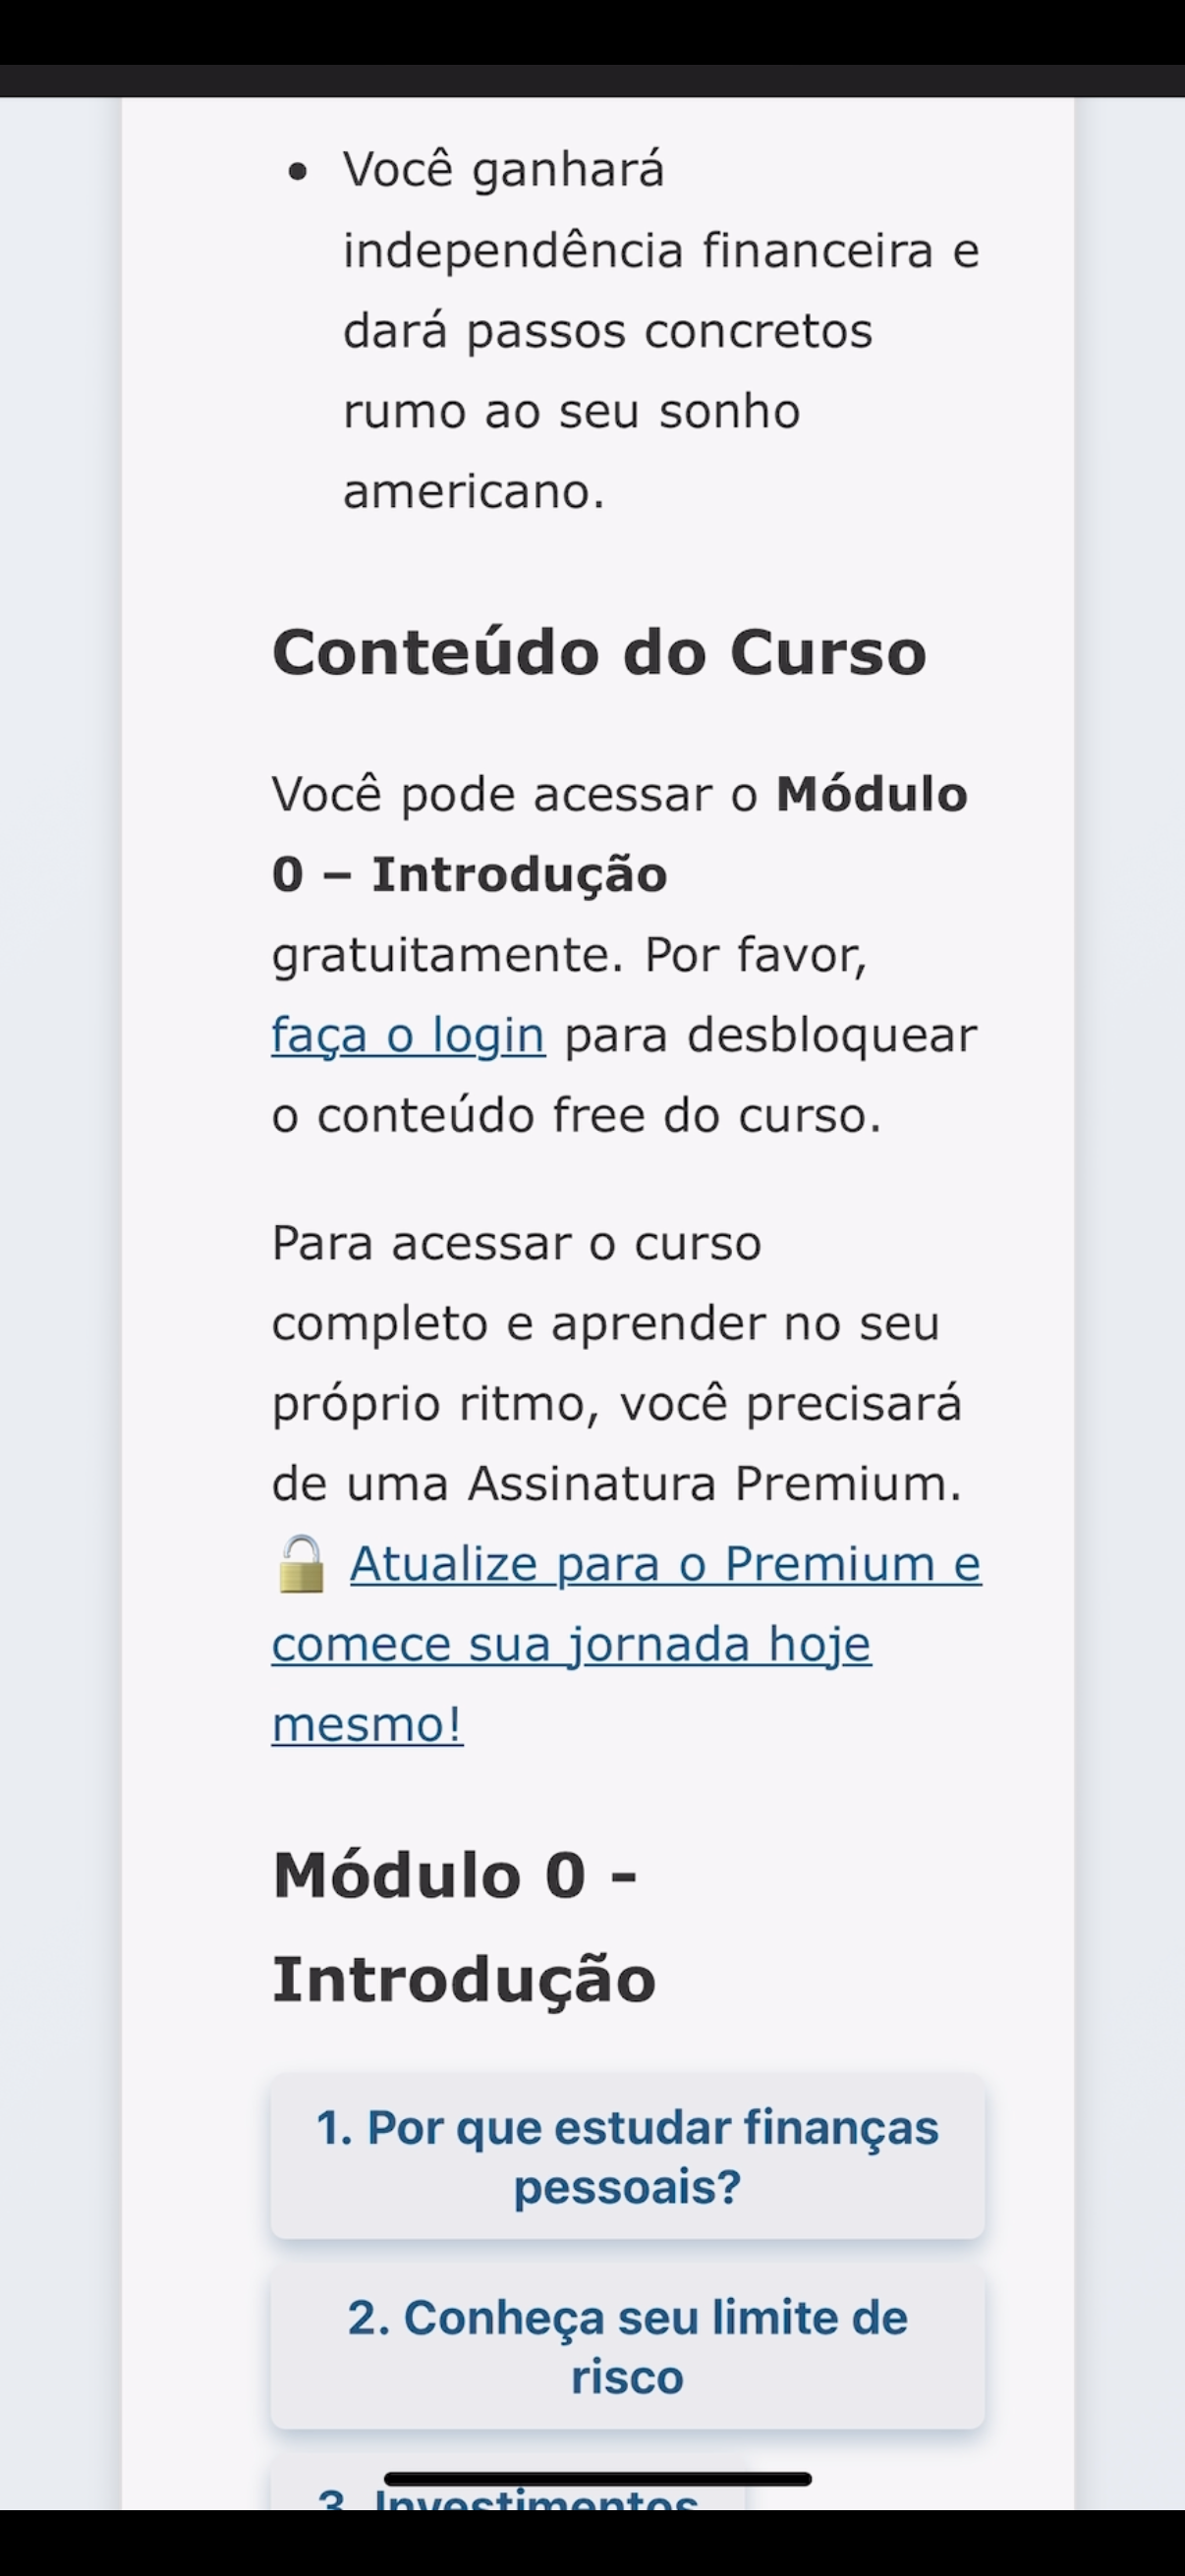 • Você ganhará
independência financeira e
dará passos concretos
rumo ao seu sonho
americano.
Conteúdo do Curso
Você pode acessar o Módulo
0 – Introdução
gratuitamente. Por favor,
faça o login para desbloquear
o conteúdo free do curso.
Para acessar o curso
completo e aprender no seu
próprio ritmo, você precisará
de uma Assinatura Premium.
🔓 Atualize para o Premium e
comece sua jornada hoje
mesmo!
Módulo 0 -
Introdução
1. Por que estudar finanças
pessoais?
2. Conheça seu limite de
risco
3. Investimentos